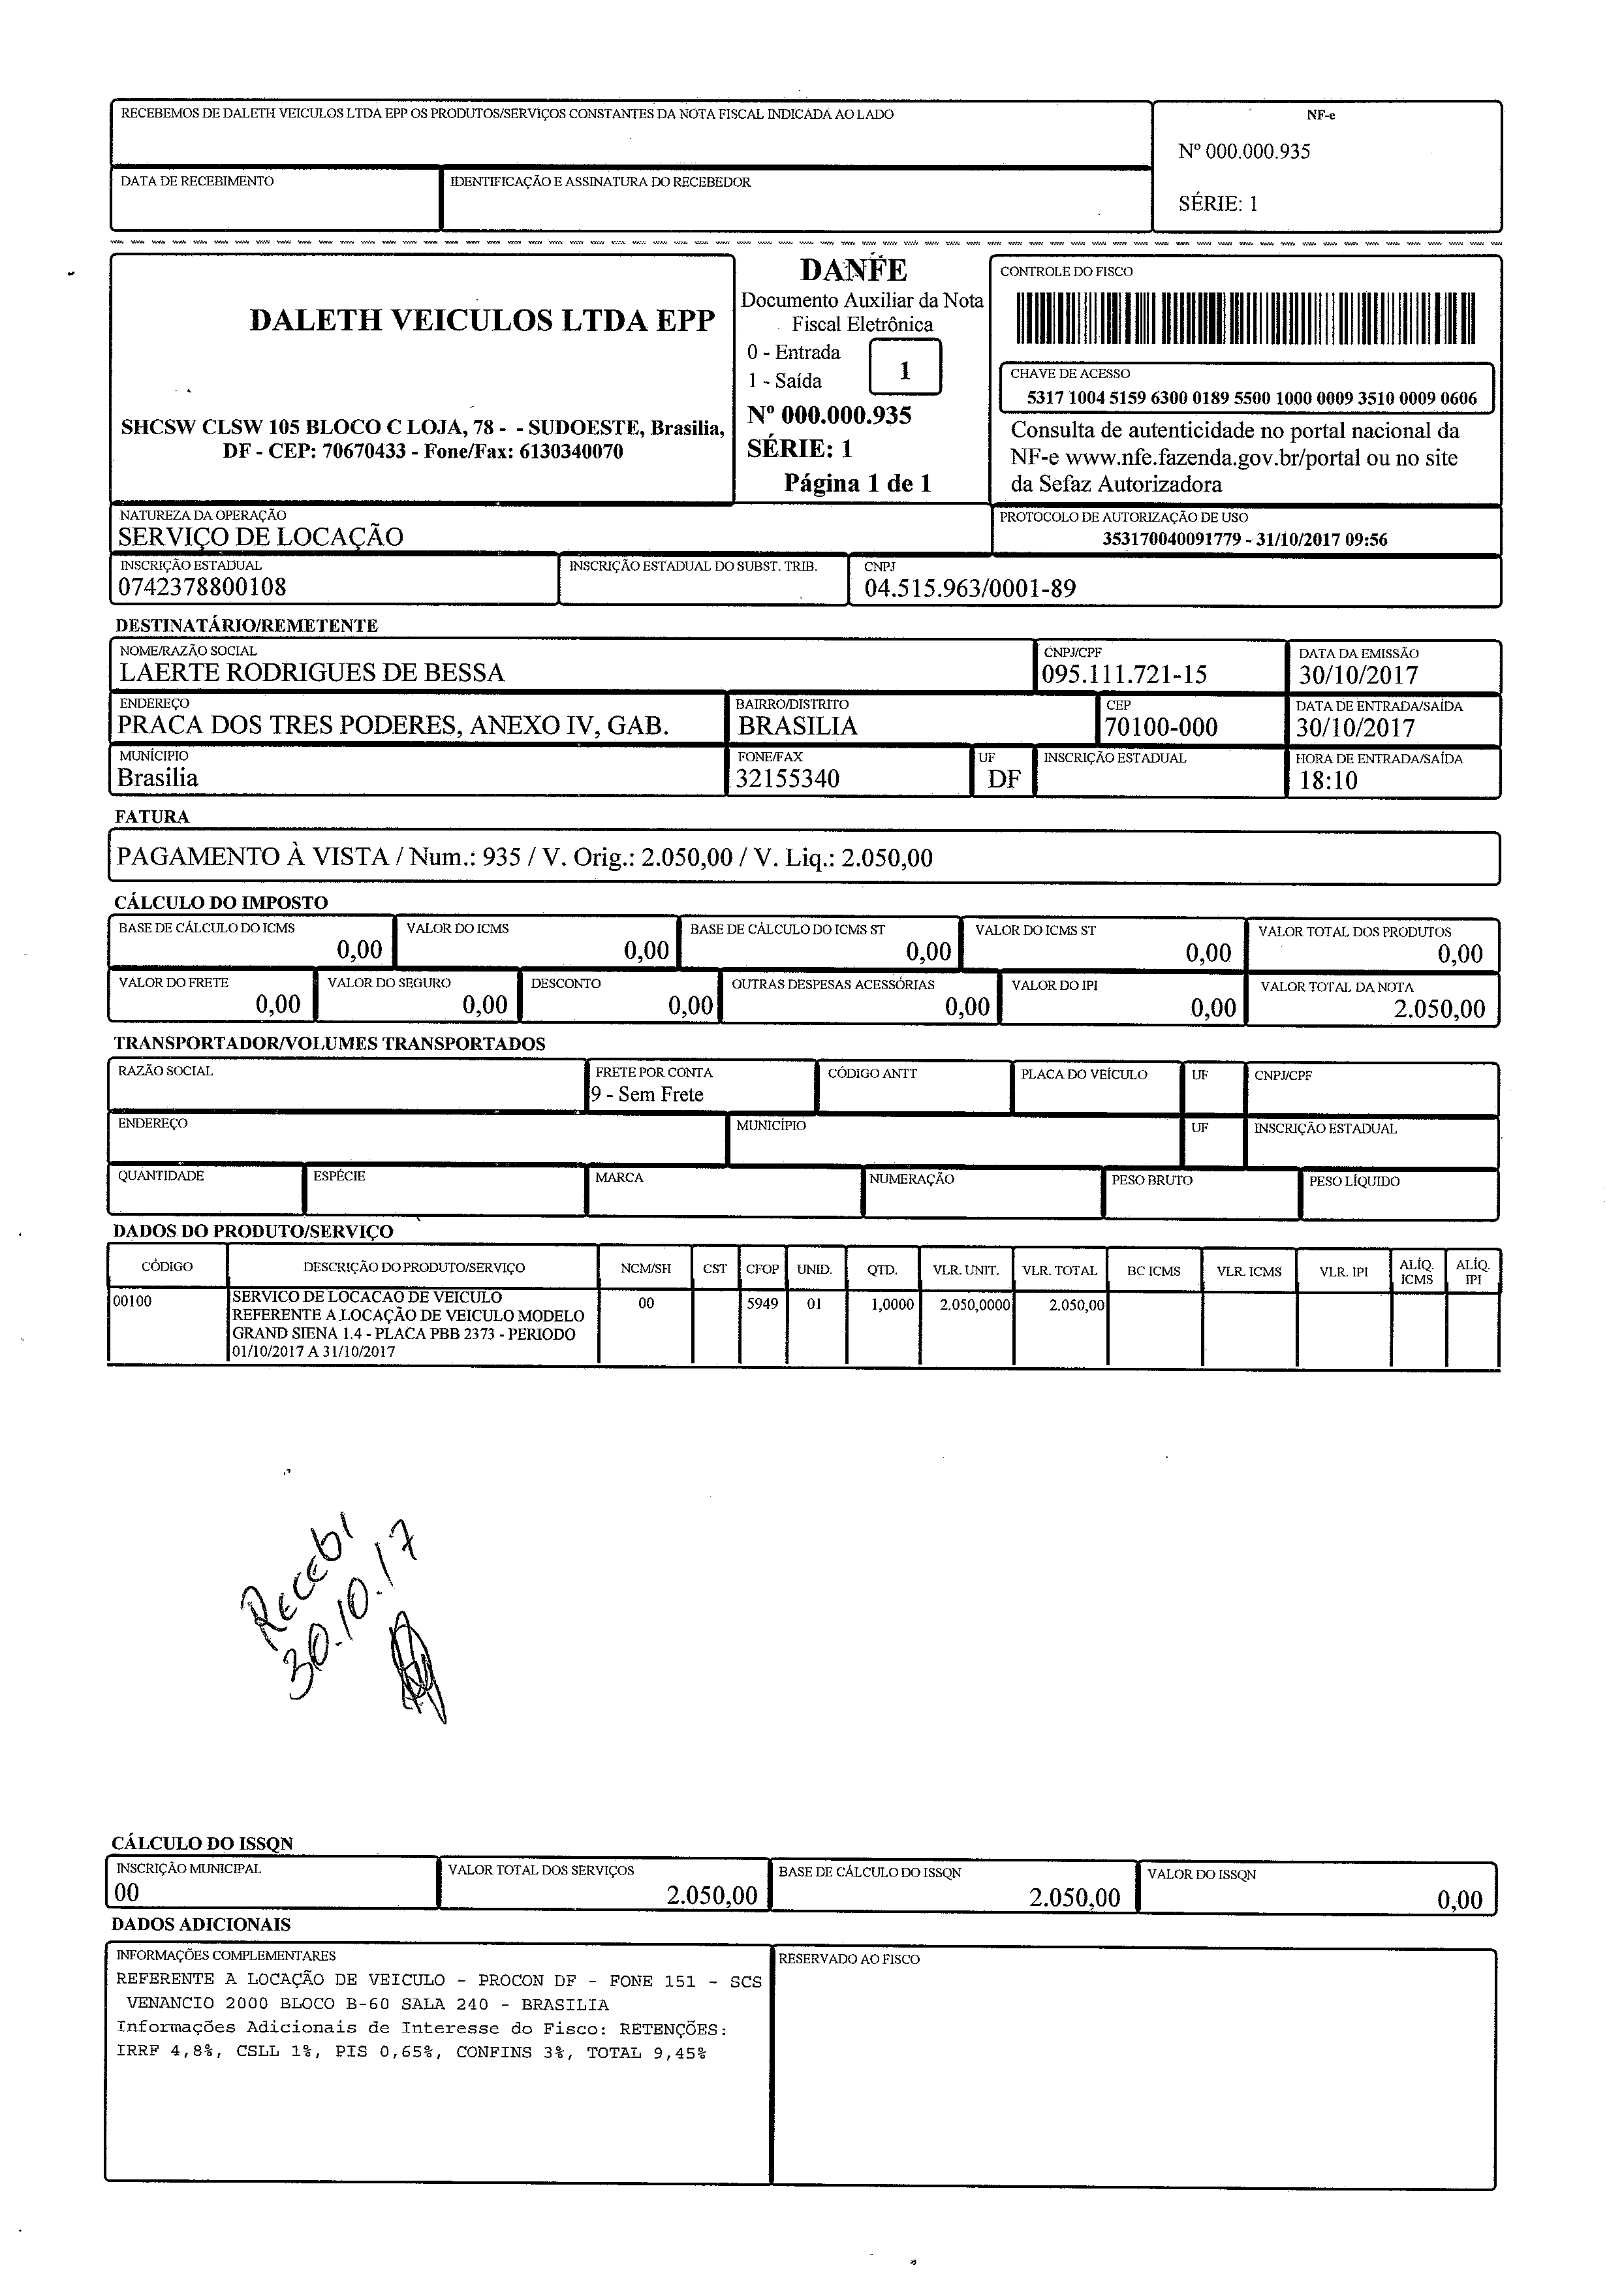 RECEBEMOS DE DALETH VEICULOS LTDA EPP OS PRODUTOS/SERVIÇOS CONSTANTES DA NOTA FISCAL INDICADA AO LADO
NF-e
Nº 000.000.935
SÉRIE: 1
DATA DE RECEBIMENTO
IDENTIFICAÇÃO E ASSINATURA DO RECEBEDOR
DALETH VEICULOS LTDA EPP
SHCSW CLSW 105 BLOCO C LOJA, 78 - - SUDOESTE, Brasilia,
DF - CEP: 70670433 - Fone/Fax: 6130340070
DANFE
Documento Auxiliar da Nota
Fiscal Eletrônica
0 - Entrada
1 - Saída
1
Nº 000.000.935
SÉRIE: 1
Página 1 de 1
CONTROLE DO FISCO
CHAVE DE ACESSO
5317 1004 5159 6300 0189 5500 1000 0009 3510 0009 0606
Consulta de autenticidade no portal nacional da
NF-e www.nfe.fazenda.gov.br/portal ou no site
da Sefaz Autorizadora
NATUREZA DA OPERAÇÃO
SERVIÇO DE LOCAÇÃO
PROTOCOLO DE AUTORIZAÇÃO DE USO
353170040091779 - 31/10/2017 09:56
INSCRIÇÃO ESTADUAL
0742378800108
INSCRIÇÃO ESTADUAL DO SUBST. TRIB.
CNPJ
04.515.963/0001-89
DESTINATÁRIO/REMETENTE
NOME/RAZÃO SOCIAL
LAERTE RODRIGUES DE BESSA
CNPJ/CPF
095.111.721-15
DATA DA EMISSÃO
30/10/2017
ENDEREÇO
PRACA DOS TRES PODERES, ANEXO IV, GAB.
BAIRRO/DISTRITO
BRASILIA
CEP
70100-000
DATA DE ENTRADA/SAÍDA
30/10/2017
MUNÍCIPIO
Brasilia
FONE/FAX
32155340
UF
DF
INSCRIÇÃO ESTADUAL
HORA DE ENTRADA/SAÍDA
18:10
FATURA
PAGAMENTO À VISTA / Num.: 935 / V. Orig.: 2.050,00 / V. Liq.: 2.050,00
CÁLCULO DO IMPOSTO
BASE DE CÁLCULO DO ICMS
0,00
VALOR DO ICMS
0,00
BASE DE CÁLCULO DO ICMS ST
0,00
VALOR DO ICMS ST
0,00
VALOR TOTAL DOS PRODUTOS
0,00
VALOR DO FRETE
0,00
VALOR DO SEGURO
0,00
DESCONTO
0,00
OUTRAS DESPESAS ACESSÓRIAS
0,00
VALOR DO IPI
0,00
VALOR TOTAL DA NOTA
2.050,00
TRANSPORTADOR/VOLUMES TRANSPORTADOS
RAZÃO SOCIAL
FRETE POR CONTA
9 - Sem Frete
CÓDIGO ANTT
PLACA DO VEÍCULO
UF
CNPJ/CPF
ENDEREÇO
MUNICÍPIO
UF
INSCRIÇÃO ESTADUAL
QUANTIDADE
ESPÉCIE
MARCA
NUMERAÇÃO
PESO BRUTO
PESO LÍQUIDO
DADOS DO PRODUTO/SERVIÇO
CÓDIGO DESCRIÇÃO DO PRODUTO/SERVIÇO NCM/SH CST CFOP UNID. QTD. VLR. UNIT. VLR. TOTAL BC ICMS VLR. ICMS VLR. IPI ALÍQ. ICMS ALÍQ. IPI
00100 SERVICO DE LOCACAO DE VEICULO 00 5949 01 1,0000 2.050,0000 2.050,00
REFERENTE A LOCAÇÃO DE VEICULO MODELO
GRAND SIENA 1.4 - PLACA PBB 2373 - PERIODO
01/10/2017 A 31/10/2017
Recebi
30.10.17
CÁLCULO DO ISSQN
INSCRIÇÃO MUNICIPAL
00
VALOR TOTAL DOS SERVIÇOS
2.050,00
BASE DE CÁLCULO DO ISSQN
2.050,00
VALOR DO ISSQN
0,00
DADOS ADICIONAIS
INFORMAÇÕES COMPLEMENTARES
REFERENTE A LOCAÇÃO DE VEICULO - PROCON DF - FONE 151 - SCS
VENANCIO 2000 BLOCO B-60 SALA 240 - BRASILIA
Informações Adicionais de Interesse do Fisco: RETENÇÕES:
IRRF 4,8%, CSLL 1%, PIS 0,65%, CONFINS 3%, TOTAL 9,45%
RESERVADO AO FISCO